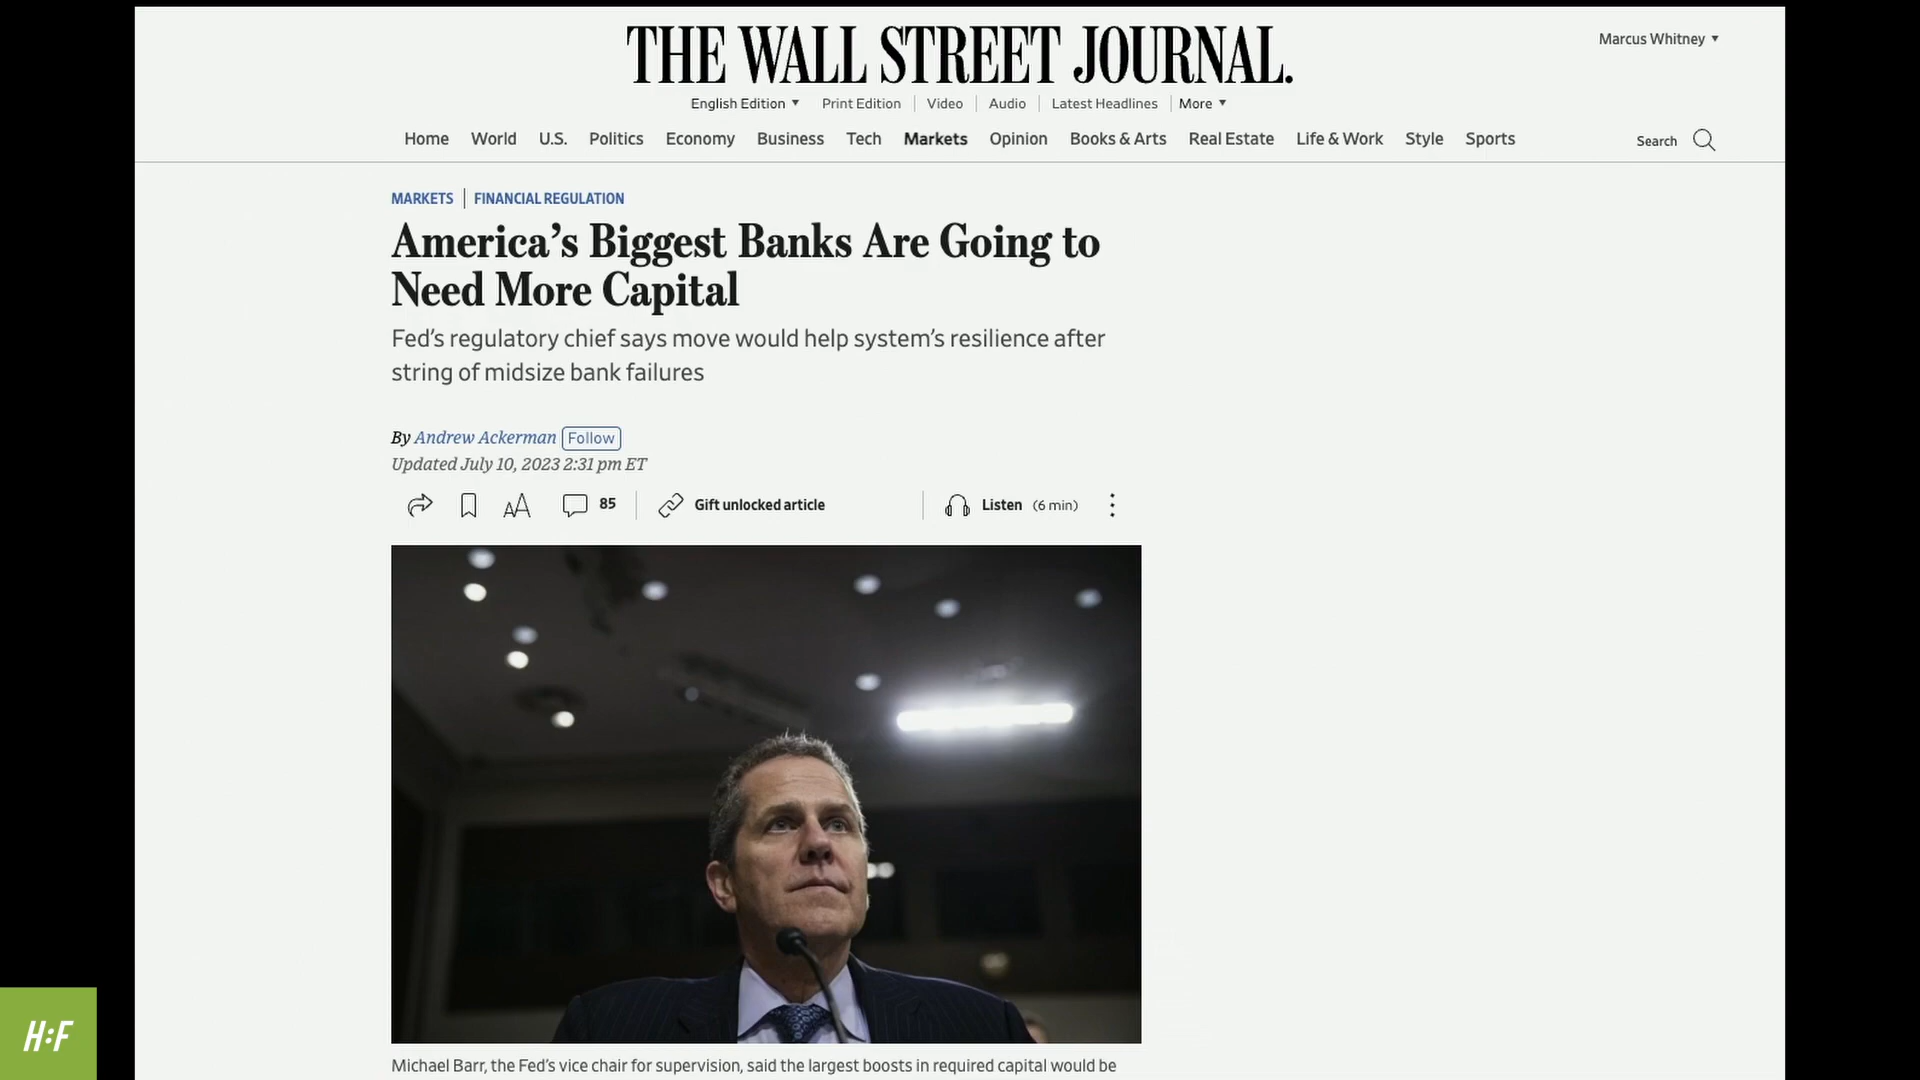 THE WALL STREET JOURNAL.
Marcus Whitney
English Edition Print Edition Video Audio Latest Headlines More
Home World U.S. Politics Economy Business Tech Markets Opinion Books & Arts Real Estate Life & Work Style Sports Search
MARKETS FINANCIAL REGULATION
America’s Biggest Banks Are Going to
Need More Capital
Fed’s regulatory chief says move would help system’s resilience after
string of midsize bank failures
By Andrew Ackerman Follow
Updated July 10, 2023 2:31 pm ET
85 Gift unlocked article Listen (6 min)
Michael Barr, the Fed’s vice chair for supervision, said the largest boosts in required capital would be
H:F